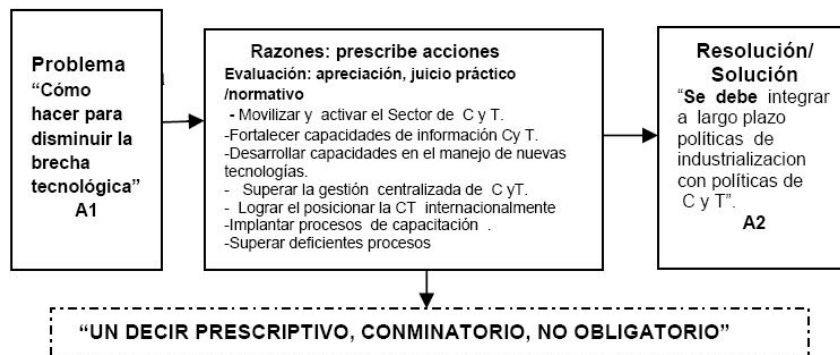 Problema
“Cómo
hacer para
disminuir la
brecha
tecnológica”
A1
Razones: prescribe acciones
Evaluación: apreciación, juicio práctico
/normativo
- Movilizar y activar el Sector de C y T.
-Fortalecer capacidades de información Cy T.
-Desarrollar capacidades en el manejo de nuevas
tecnologías.
- Superar la gestión centralizada de C yT.
- Lograr el posicionar la CT internacionalmente
-Implantar procesos de capacitación .
-Superar deficientes procesos
Resolución/
Solución
“Se debe integrar
a largo plazo
políticas de
industrializacion
con políticas de
C y T”.
A2
“UN DECIR PRESCRIPTIVO, CONMINATORIO, NO OBLIGATORIO”